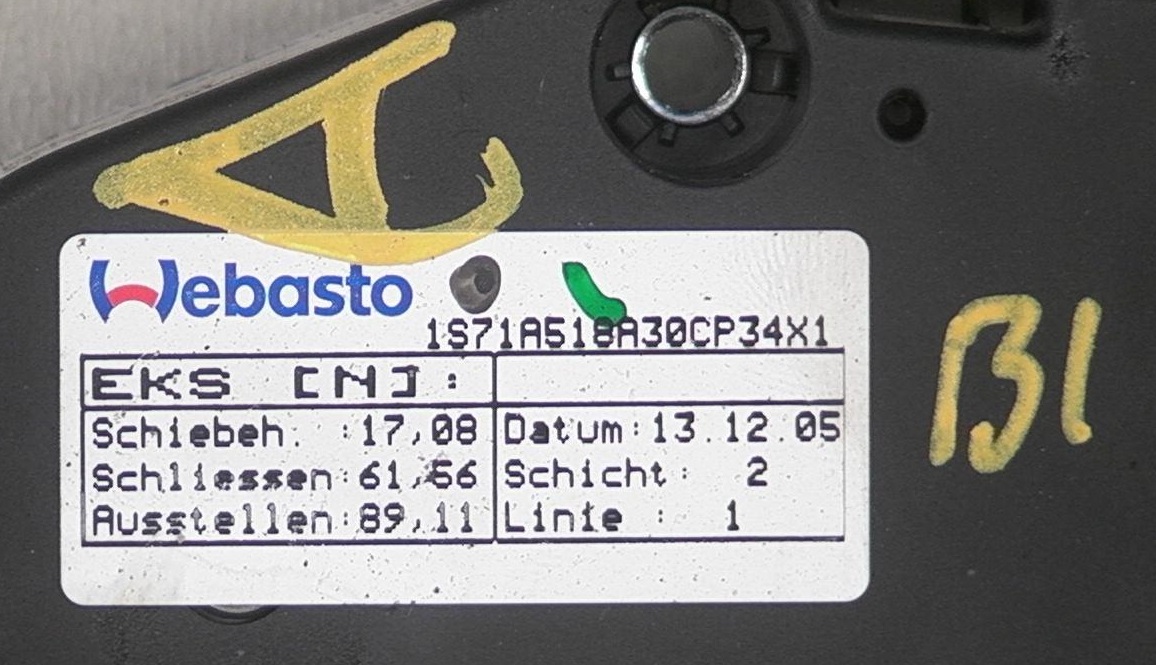 A
Webasto
1S71A518A30CP34X1
EKS [N]:
Schiebeh. :17,08 Datum:13.12.05
Schliessen:61,56 Schicht: 2
Ausstellen:89,11 Linie : 1
B1